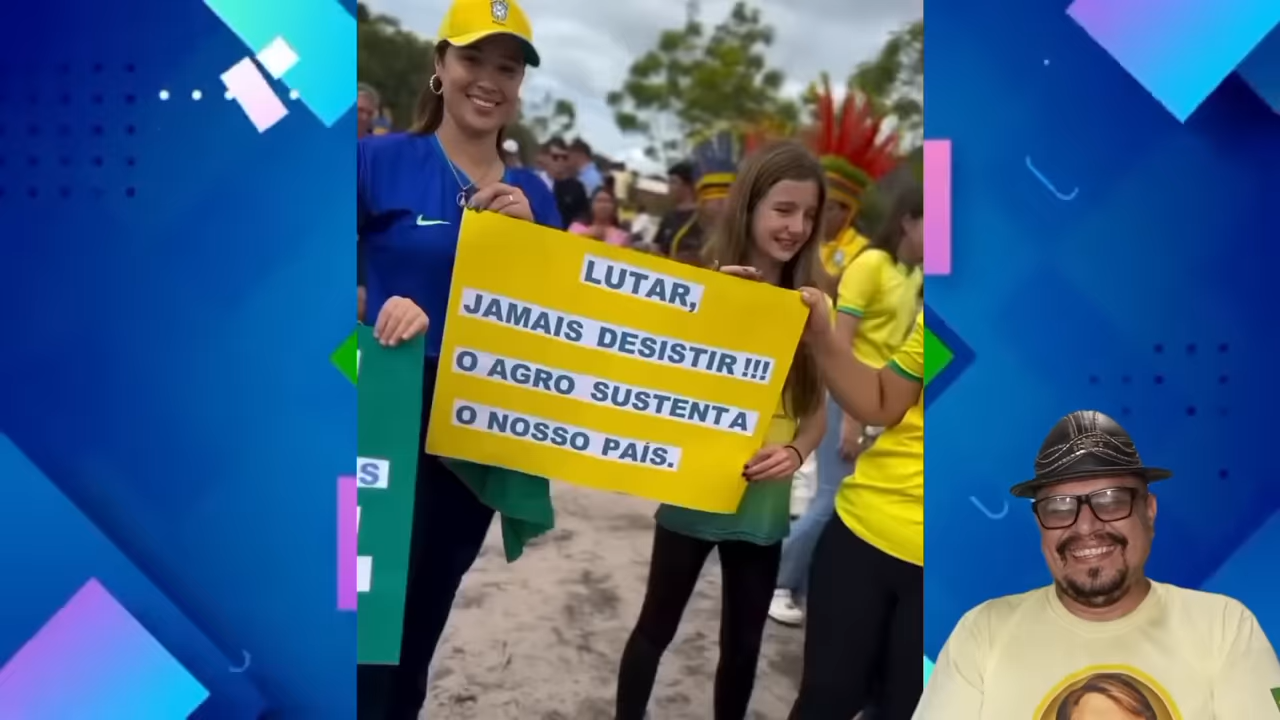 LUTAR,
JAMAIS DESISTIR!!!
O AGRO SUSTENTA
O NOSSO PAÍS.
S